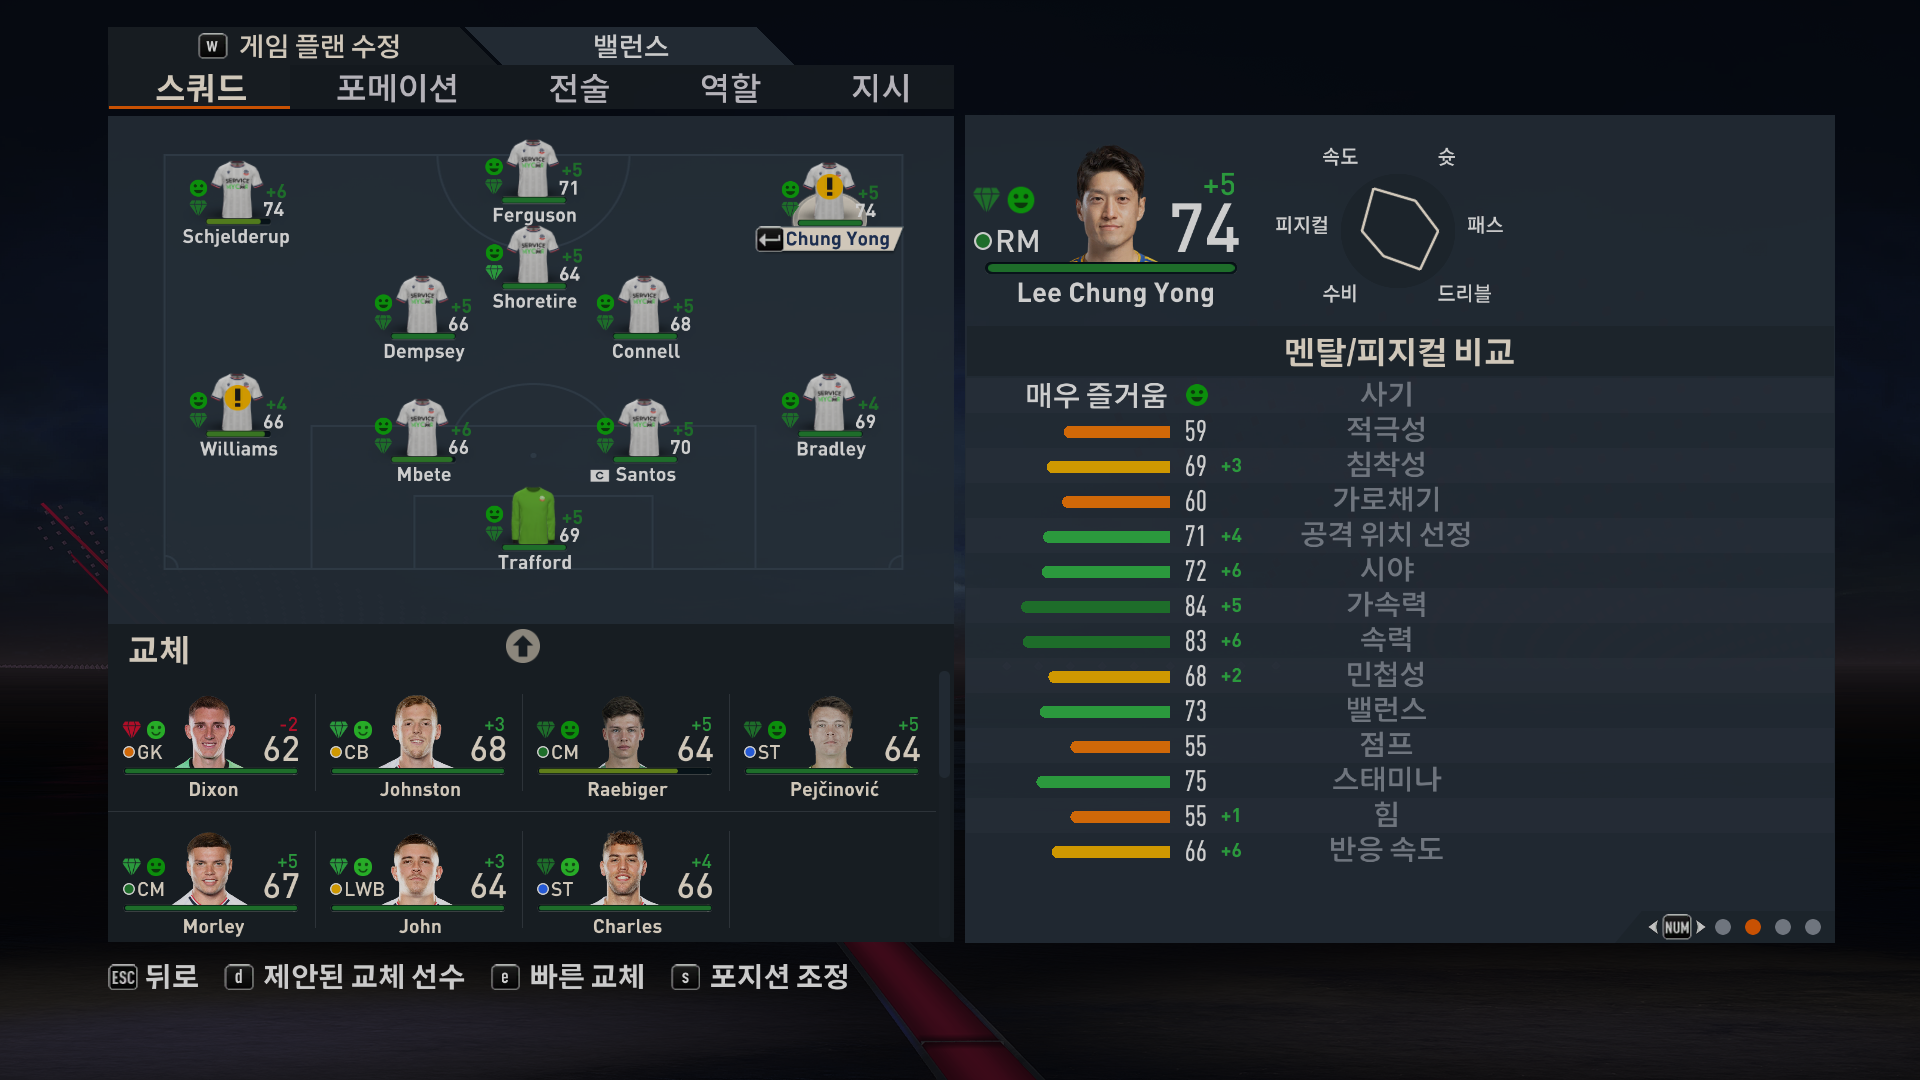 W 게임 플랜 수정
밸런스
스쿼드 포메이션 전술 역할 지시
+5
71
Ferguson
+6
74
Schjelderup
+5
74
Chung Yong
+5
64
Shoretire
+5
66
Dempsey
+5
68
Connell
+4
66
Williams
+6
66
Mbete
+5
70
C Santos
+4
69
Bradley
+5
69
Trafford
교체
-2
GK 62
Dixon
+3
CB 68
Johnston
+5
CM 64
Raebiger
+5
ST 64
Pejčinović
+5
CM 67
Morley
+3
LWB 64
John
+4
ST 66
Charles
+5
RM 74
Lee Chung Yong
속도 슛
피지컬 패스
수비 드리블
멘탈/피지컬 비교
매우 즐거움 사기
59 적극성
69 +3 침착성
60 가로채기
71 +4 공격 위치 선정
72 +6 시야
84 +5 가속력
83 +6 속력
68 +2 민첩성
73 밸런스
55 점프
75 스태미나
55 +1 힘
66 +6 반응 속도
NUM
ESC 뒤로 d 제안된 교체 선수 e 빠른 교체 s 포지션 조정